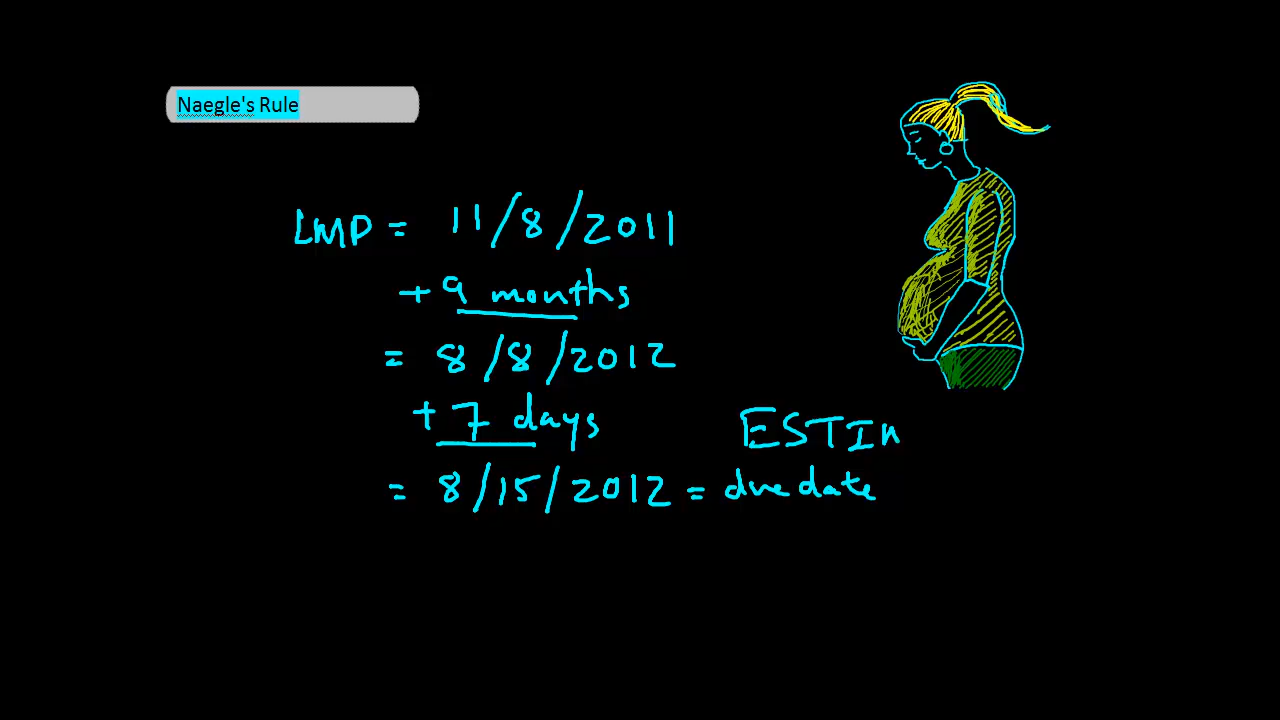 Naegle's Rule
LMP = 11/8/2011
+ 9 months
= 8/8/2012
+ 7 days
ESTIM
= 8/15/2012 = due date